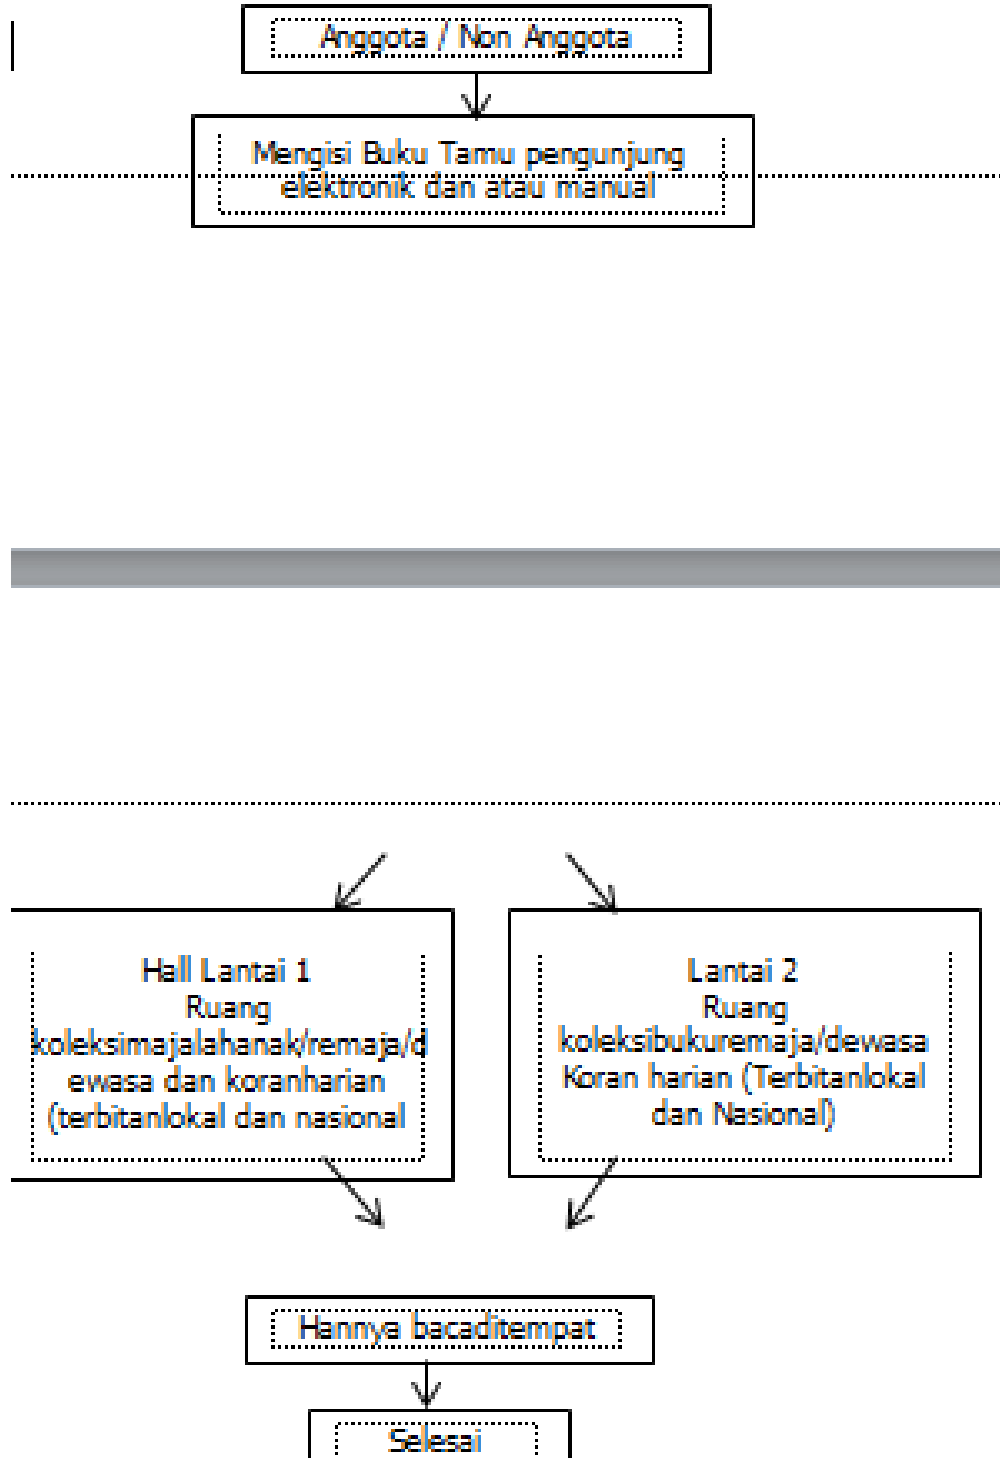 Anggota / Non Anggota
Mengisi Buku Tamu pengunjung
elektronik dan atau manual
Hall Lantai 1
Ruang
koleksimajalahanak/remaja/d
ewasa dan koranharian
(terbitanlokal dan nasional
Lantai 2
Ruang
koleksibukuremaja/dewasa
Koran harian (Terbitanlokal
dan Nasional)
Hannya bacaditempat
Selesai